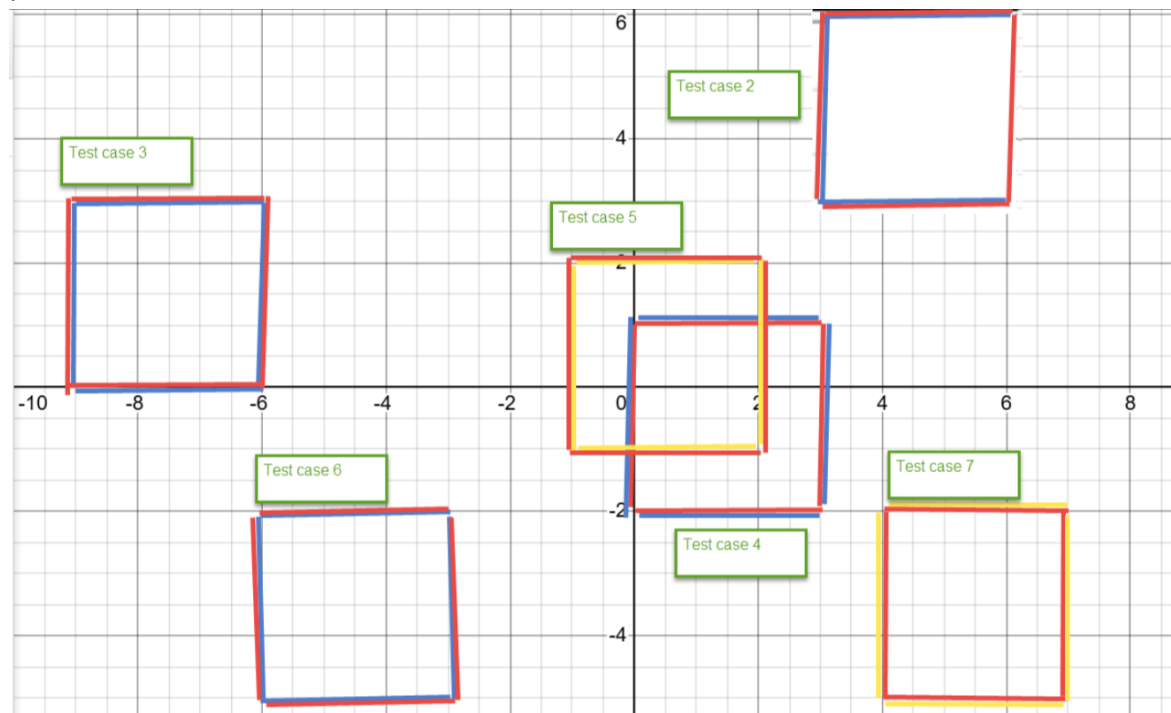 6
Test case 2
4
Test case 3
Test case 5
2
-10 -8 -6 -4 -2 0 2 4 6 8
Test case 6
Test case 7
-2
Test case 4
-4